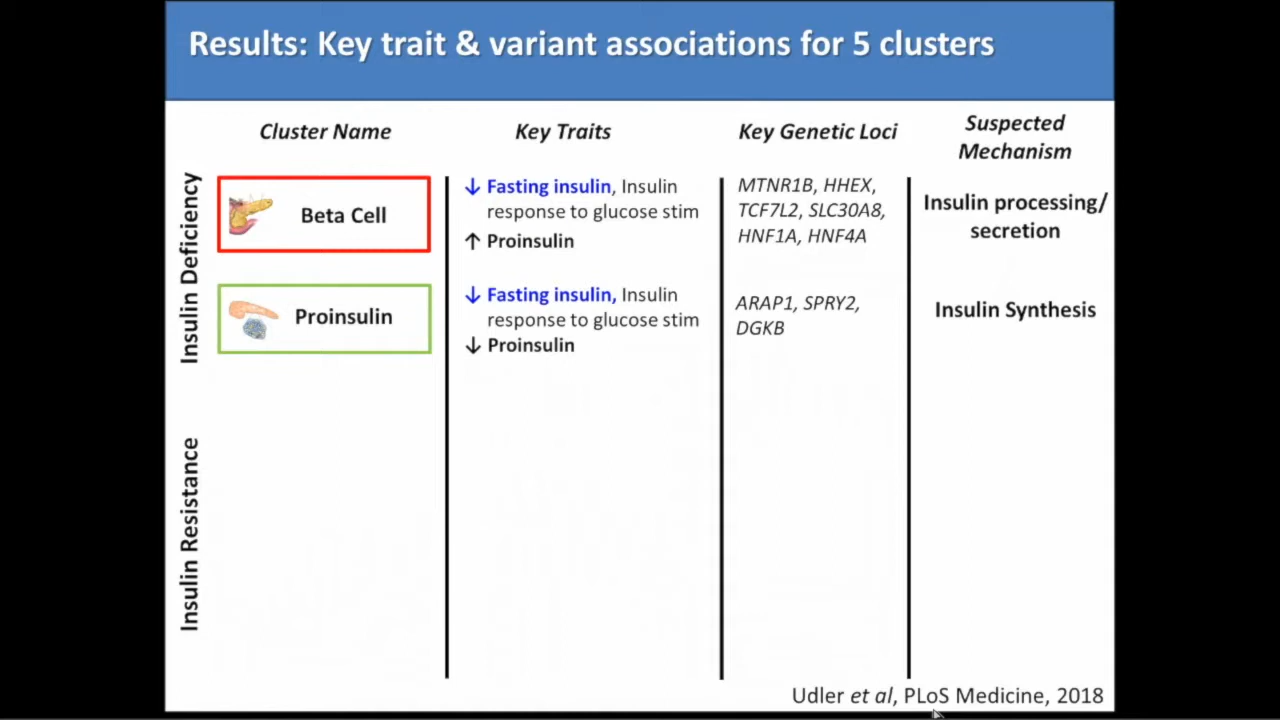 Results: Key trait & variant associations for 5 clusters
Cluster Name
Key Traits
Key Genetic Loci
Suspected
Mechanism
Insulin Deficiency
Beta Cell
↓ Fasting insulin, Insulin
response to glucose stim
↑ Proinsulin
MTNR1B, HHEX,
TCF7L2, SLC30A8,
HNF1A, HNF4A
Insulin processing/
secretion
Proinsulin
↓ Fasting insulin, Insulin
response to glucose stim
↓ Proinsulin
ARAP1, SPRY2,
DGKB
Insulin Synthesis
Insulin Resistance
Udler et al, PLoS Medicine, 2018